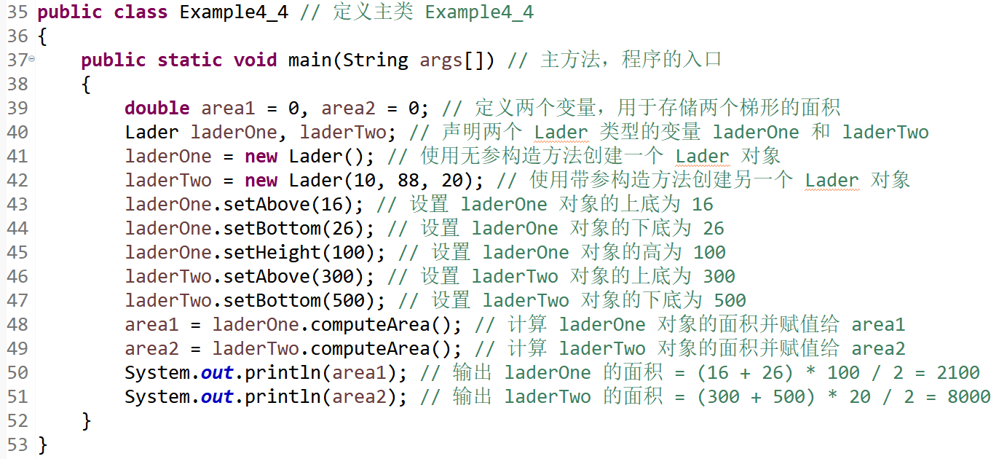 35 public class Example4_4 // 定义主类 Example4_4
36 {
37 public static void main(String args[]) // 主方法，程序的入口
38 {
39 double area1 = 0, area2 = 0; // 定义两个变量，用于存储两个梯形的面积
40 Lader laderOne, laderTwo; // 声明两个 Lader 类型的变量 laderOne 和 laderTwo
41 laderOne = new Lader(); // 使用无参构造方法创建一个 Lader 对象
42 laderTwo = new Lader(10, 88, 20); // 使用带参构造方法创建另一个 Lader 对象
43 laderOne.setAbove(16); // 设置 laderOne 对象的上底为 16
44 laderOne.setBottom(26); // 设置 laderOne 对象的下底为 26
45 laderOne.setHeight(100); // 设置 laderOne 对象的高为 100
46 laderTwo.setAbove(300); // 设置 laderTwo 对象的上底为 300
47 laderTwo.setBottom(500); // 设置 laderTwo 对象的下底为 500
48 area1 = laderOne.computeArea(); // 计算 laderOne 对象的面积并赋值给 area1
49 area2 = laderTwo.computeArea(); // 计算 laderTwo 对象的面积并赋值给 area2
50 System.out.println(area1); // 输出 laderOne 的面积 = (16 + 26) * 100 / 2 = 2100
51 System.out.println(area2); // 输出 laderTwo 的面积 = (300 + 500) * 20 / 2 = 8000
52 }
53 }